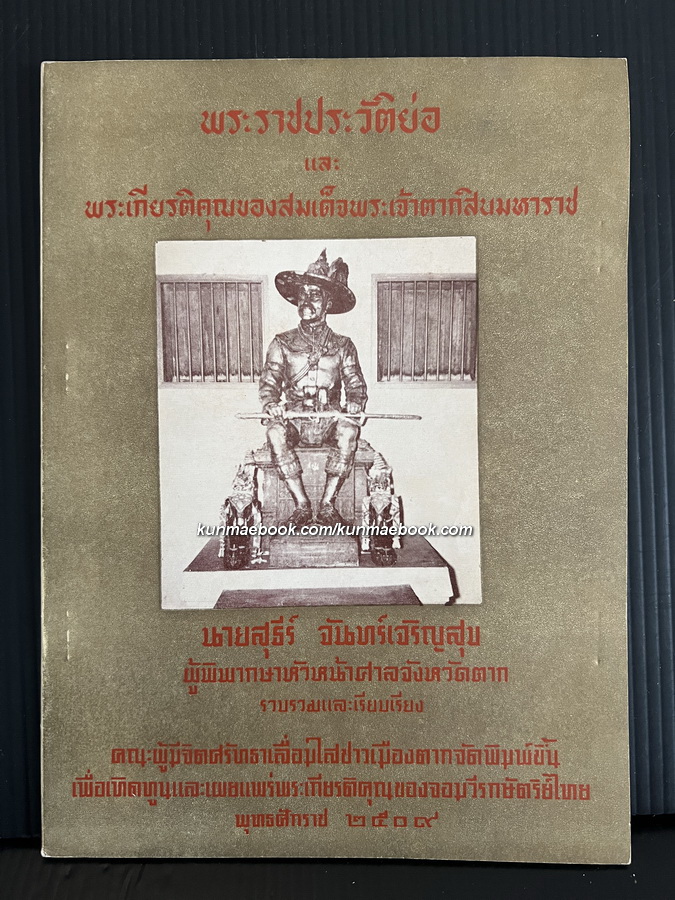 พระราชประวัติย่อ
และ
พระเกียรติคุณของสมเด็จพระเจ้าตากสินมหาราช
kunmaebook.com/kunmaebook.com
นายสุธีร์ จันทร์เจริญสุข
ผู้พิพากษาหัวหน้าศาลจังหวัดตาก
รวบรวมและเรียบเรียง
คณะผู้มีจิตศรัทธาเลื่อมใสชาวเมืองตากจัดพิมพ์ขึ้น
เพื่อเทิดทูนและเผยแพร่พระเกียรติคุณของจอมวีรกษัตริย์ไทย
พุทธศักราช ๒๕๐๙